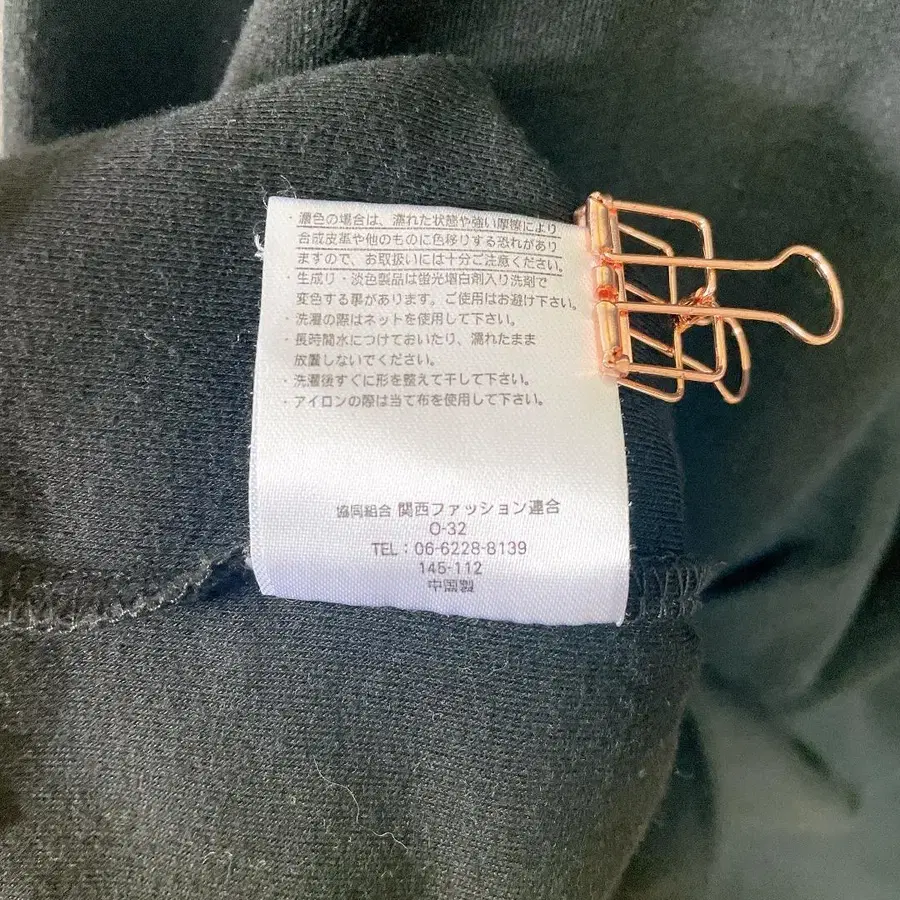 ・濃色の場合は、濡れた状態や強い摩擦により
合成皮革や他のものに色移りする恐れがあり
ますので、お取扱いには十分ご注意ください。
・生成り・淡色製品は蛍光増白剤入り洗剤で
変色する事があります。ご使用はお避け下さい。
・洗濯の際はネットを使用して下さい。
・長時間水につけておいたり、濡れたまま
放置しないでください。
・洗濯後すぐに形を整えて干して下さい。
・アイロンの際は当て布を使用して下さい。
協同組合 関西ファッション連合
O-32
TEL：06-6228-8139
145-112
中国製